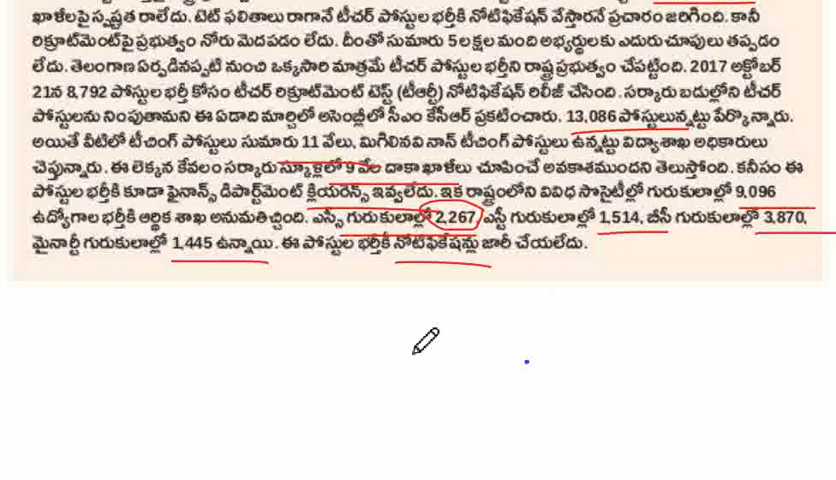 ఖాళీలపై స్పష్టత రాలేదు. టెట్ ఫలితాలు రాగానే టీచర్ పోస్టుల భర్తీకి నోటిఫికేషన్ వేస్తారనే ప్రచారం జరిగింది. కానీ
రిక్రూట్‌మెంట్‌పై ప్రభుత్వం నోరు మెదపడం లేదు. దీంతో సుమారు 5లక్షల మంది అభ్యర్థులకు ఎదురుచూపులు తప్పడం
లేదు. తెలంగాణ ఏర్పడినప్పటి నుంచి ఒక్కసారి మాత్రమే టీచర్ పోస్టుల భర్తీని రాష్ట్ర ప్రభుత్వం చేపట్టింది. 2017 అక్టోబర్
21న 8,792 పోస్టుల భర్తీ కోసం టీచర్ రిక్రూట్‌మెంట్ టెస్ట్ (టీఆర్టీ) నోటిఫికేషన్ రిలీజ్ చేసింది. సర్కారు బడుల్లోని టీచర్
పోస్టులను నింపుతామని ఈ ఏడాది మార్చిలో అసెంబ్లీలో సీఎం కేసీఆర్ ప్రకటించారు. 13,086 పోస్టులున్నట్టు పేర్కొన్నారు.
అయితే వీటిలో టీచింగ్ పోస్టులు సుమారు 11 వేలు, మిగిలినవి నాన్ టీచింగ్ పోస్టులు ఉన్నట్టు విద్యాశాఖ అధికారులు
చెప్తున్నారు. ఈ లెక్కన కేవలం సర్కారు స్కూళ్లలో 9 వేల దాకా ఖాళీలు చూపించే అవకాశముందని తెలుస్తోంది. కనీసం ఈ
పోస్టుల భర్తీకి కూడా ఫైనాన్స్ డిపార్ట్‌మెంట్ క్లియరెన్స్ ఇవ్వలేదు. ఇక రాష్ట్రంలోని వివిధ సొసైటీల్లో గురుకులాల్లో 9,096
ఉద్యోగాల భర్తీకి ఆర్థిక శాఖ అనుమతిచ్చింది. ఎస్సీ గురుకులాల్లో 2,267, ఎస్టీ గురుకులాల్లో 1,514, బీసీ గురుకులాల్లో 3,870,
మైనార్టీ గురుకులాల్లో 1,445 ఉన్నాయి. ఈ పోస్టుల భర్తీకి నోటిఫికేషన్లు జారీ చేయలేదు.